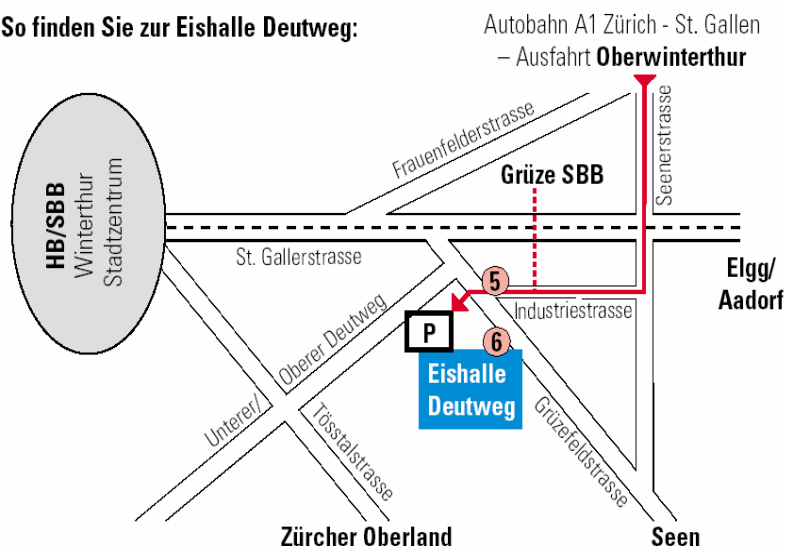 So finden Sie zur Eishalle Deutweg:
Autobahn A1 Zürich - St. Gallen
– Ausfahrt Oberwinterthur
Frauenfelderstrasse
Seenerstrasse
Grüze SBB
HB/SBB
Winterthur
Stadtzentrum
St. Gallerstrasse
Elgg/
Aadorf
5
Industriestrasse
P
6
Oberer Deutweg
Unterer/
Eishalle
Deutweg
Tösstalstrasse
Grüzefeldstrasse
Zürcher Oberland
Seen